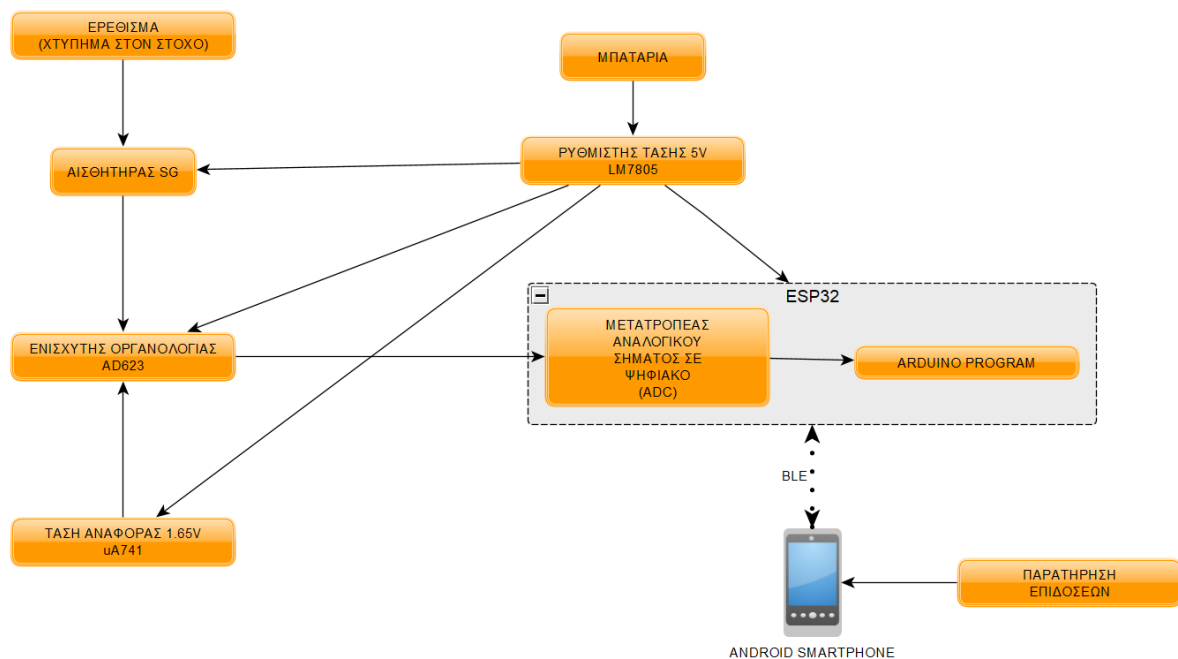 ΕΡΕΘΙΣΜΑ
(ΧΤΥΠΗΜΑ ΣΤΟΝ ΣΤΟΧΟ)
ΜΠΑΤΑΡΙΑ
ΑΙΣΘΗΤΗΡΑΣ SG
ΡΥΘΜΙΣΤΗΣ ΤΑΣΗΣ 5V
LM7805
ESP32
ΕΝΙΣΧΥΤΗΣ ΟΡΓΑΝΟΛΟΓΙΑΣ
AD623
ΜΕΤΑΤΡΟΠΕΑΣ
ΑΝΑΛΟΓΙΚΟΥ
ΣΗΜΑΤΟΣ ΣΕ
ΨΗΦΙΑΚΟ
(ADC)
ARDUINO PROGRAM
BLE
ΤΑΣΗ ΑΝΑΦΟΡΑΣ 1.65V
uA741
ΠΑΡΑΤΗΡΗΣΗ
ΕΠΙΔΟΣΕΩΝ
ANDROID SMARTPHONE